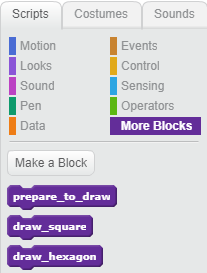 Scripts Costumes Sounds
Motion Events
Looks Control
Sound Sensing
Pen Operators
Data More Blocks
Make a Block
prepare_to_draw
draw_square
draw_hexagon